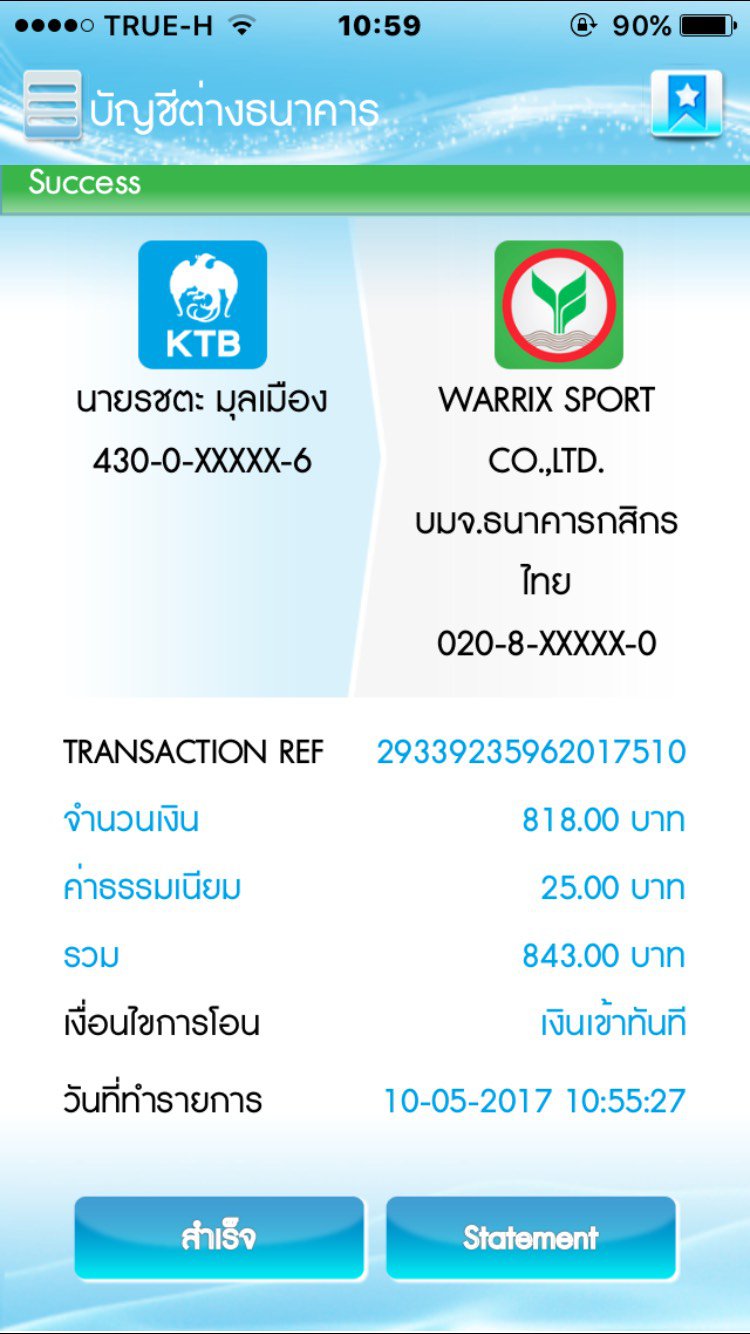 TRUE-H 10:59 90%
บัญชีต่างธนาคาร
Success
KTB
นายรชตะ มุลเมือง
430-0-XXXXX-6
WARRIX SPORT
CO.,LTD.
บมจ.ธนาคารกสิกร
ไทย
020-8-XXXXX-0
TRANSACTION REF 29339235962017510
จำนวนเงิน 818.00 บาท
ค่าธรรมเนียม 25.00 บาท
รวม 843.00 บาท
เงื่อนไขการโอน เงินเข้าทันที
วันที่ทำรายการ 10-05-2017 10:55:27
สำเร็จ Statement